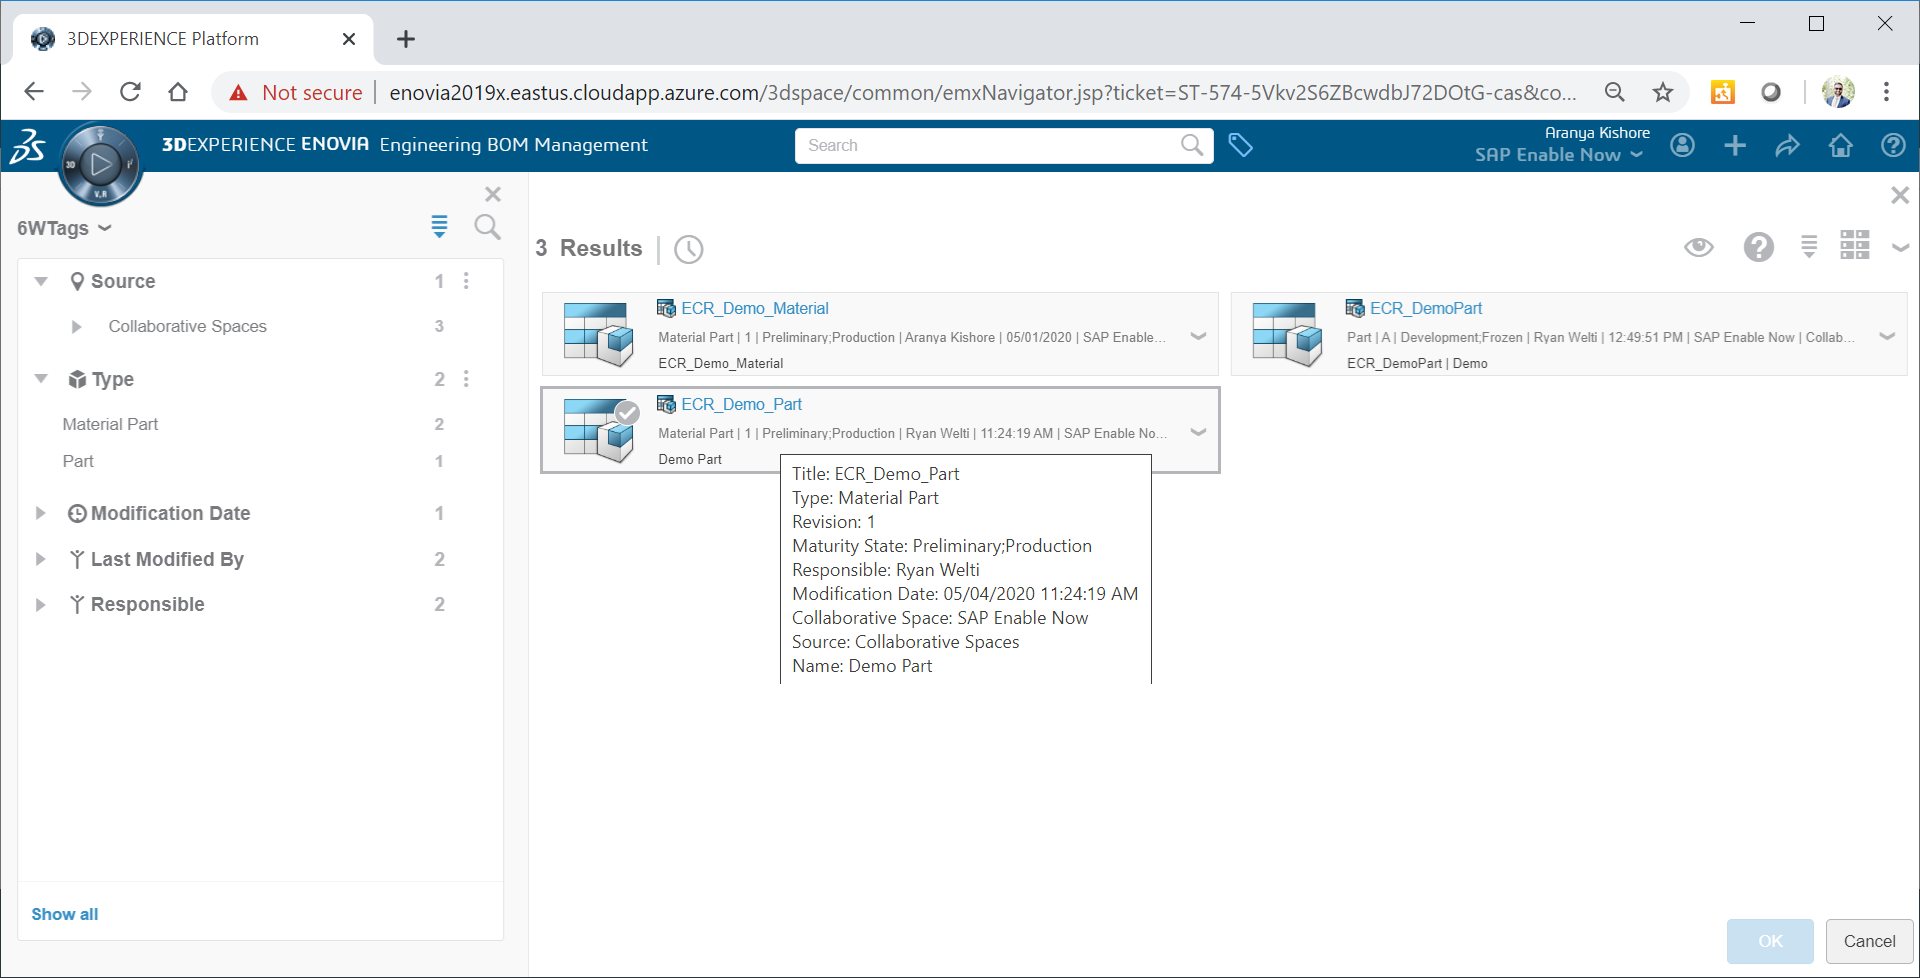 3DEXPERIENCE Platform
Not secure
enovia2019x.eastus.cloudapp.azure.com/3dspace/common/emxNavigator.jsp?ticket=ST-574-5Vkv2S6ZBcwdbJ72DOtG-cas&co...
3DEXPERIENCE ENOVIA Engineering BOM Management
Search
Aranya Kishore
SAP Enable Now
3D
V.R
6WTags
Source 1
Collaborative Spaces 3
Type 2
Material Part 2
Part 1
Modification Date 1
Last Modified By 2
Responsible 2
Show all
3 Results
ECR_Demo_Material
Material Part | 1 | Preliminary;Production | Aranya Kishore | 05/01/2020 | SAP Enable...
ECR_Demo_Material
ECR_DemoPart
Part | A | Development;Frozen | Ryan Welti | 12:49:51 PM | SAP Enable Now | Collab...
ECR_DemoPart | Demo
ECR_Demo_Part
Material Part | 1 | Preliminary;Production | Ryan Welti | 11:24:19 AM | SAP Enable No...
Demo Part
Title: ECR_Demo_Part
Type: Material Part
Revision: 1
Maturity State: Preliminary;Production
Responsible: Ryan Welti
Modification Date: 05/04/2020 11:24:19 AM
Collaborative Space: SAP Enable Now
Source: Collaborative Spaces
Name: Demo Part
OK
Cancel